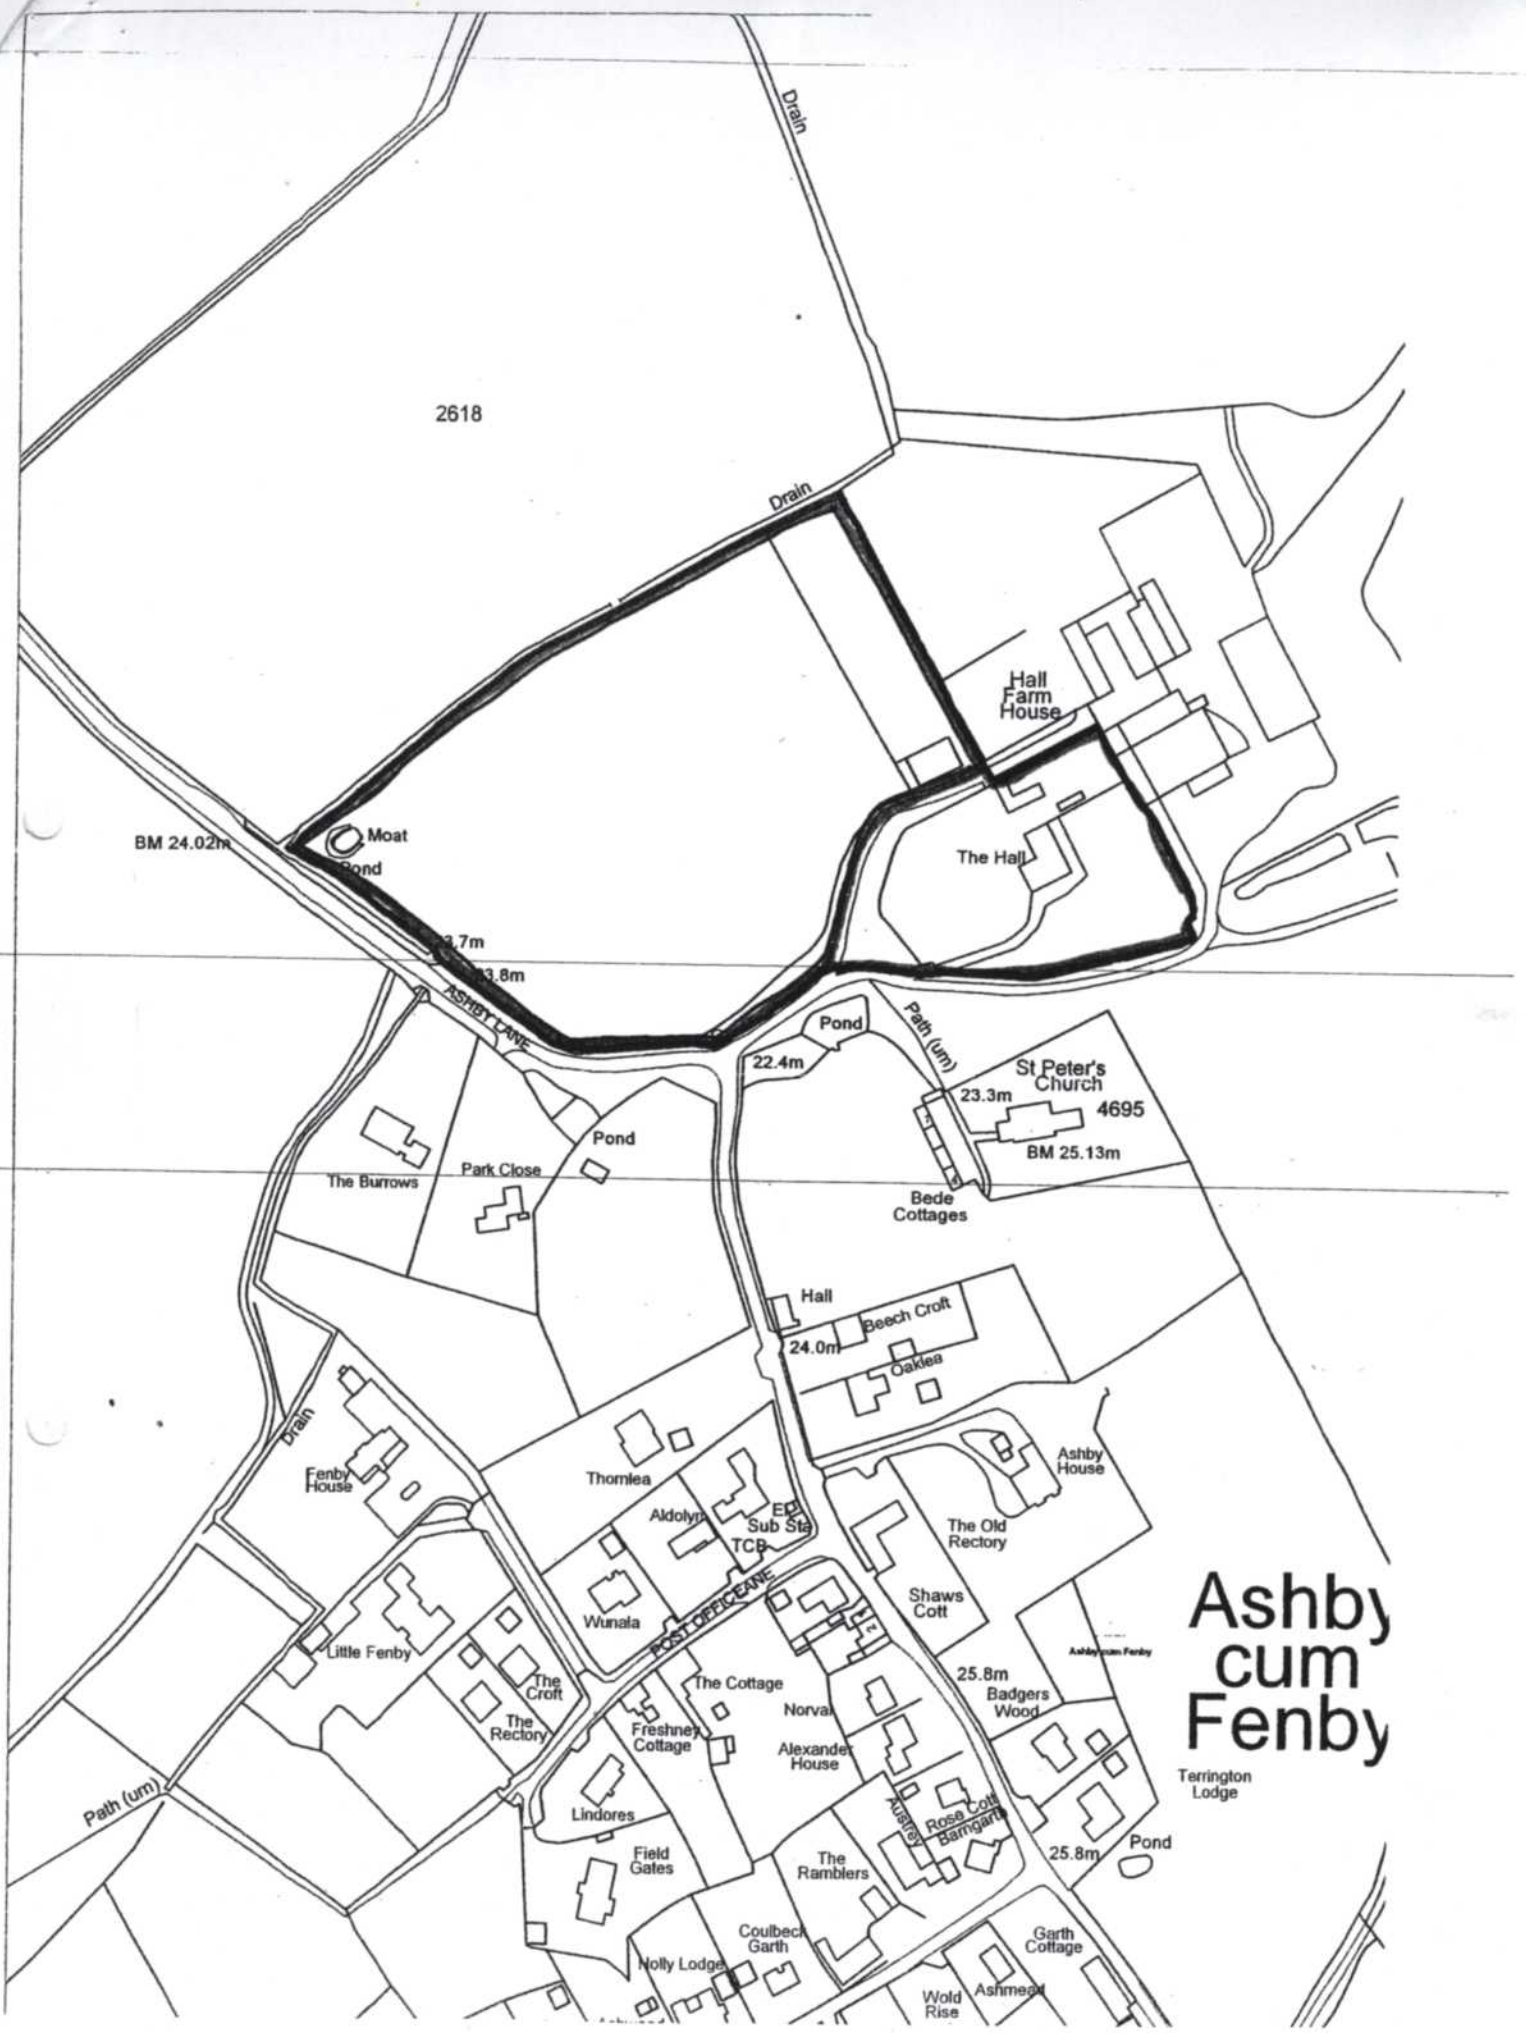 Drain
2618
Drain
Hall
Farm
House
Moat
BM 24.02m
Pond
The Hall
23.7m
23.8m
ASHBY LANE
Pond
Path (um)
22.4m
St Peter's
Church
23.3m
4695
BM 25.13m
Pond
Park Close
The Burrows
Bede
Cottages
Hall
Beech Croft
24.0m
Oaklea
Drain
Ashby
House
Fenby
House
Thornlea
Aldolyn
El
Sub Sta
TCB
The Old
Rectory
POST OFFICE LANE
Wunala
Shaws
Cott
Ashby
cum
Fenby
Little Fenby
Ashby cum Fenby
The
Croft
The Cottage
25.8m
Badgers
Wood
The
Rectory
Norval
Freshney
Cottage
Alexander
House
Terrington
Lodge
Path (um)
Lindores
Austrey
Rose Cott
Barngarth
Field
Gates
The
Ramblers
25.8m
Pond
Coulbeck
Garth
Garth
Cottage
Holly Lodge
Wold
Rise
Ashmead